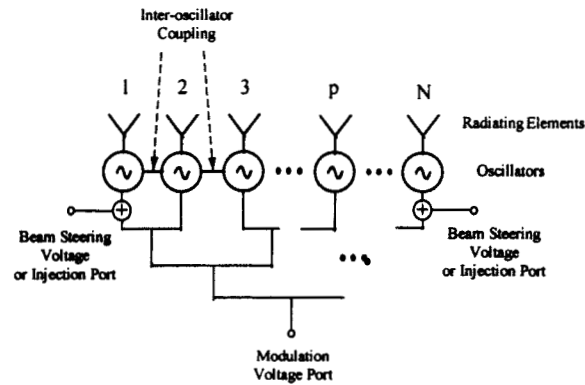 Inter-oscillator
Coupling
1 2 3 P N
Radiating Elements
Oscillators
Beam Steering
Voltage
or Injection Port
Beam Steering
Voltage
or Injection Port
Modulation
Voltage Port